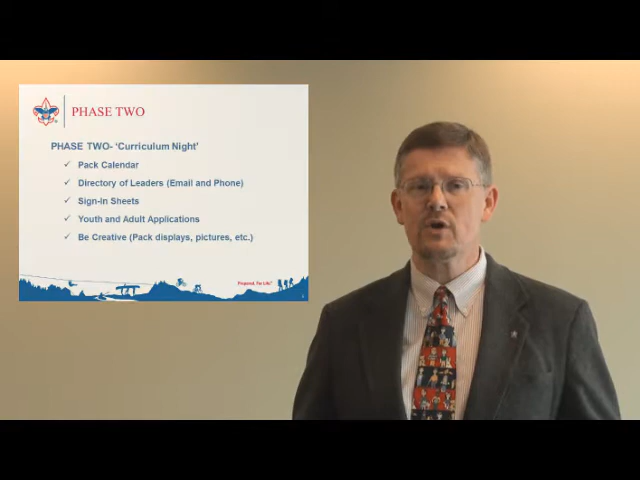 PHASE TWO
PHASE TWO- ‘Curriculum Night’
✓ Pack Calendar
✓ Directory of Leaders (Email and Phone)
✓ Sign-In Sheets
✓ Youth and Adult Applications
✓ Be Creative (Pack displays, pictures, etc.)
Prepared. For Life.™